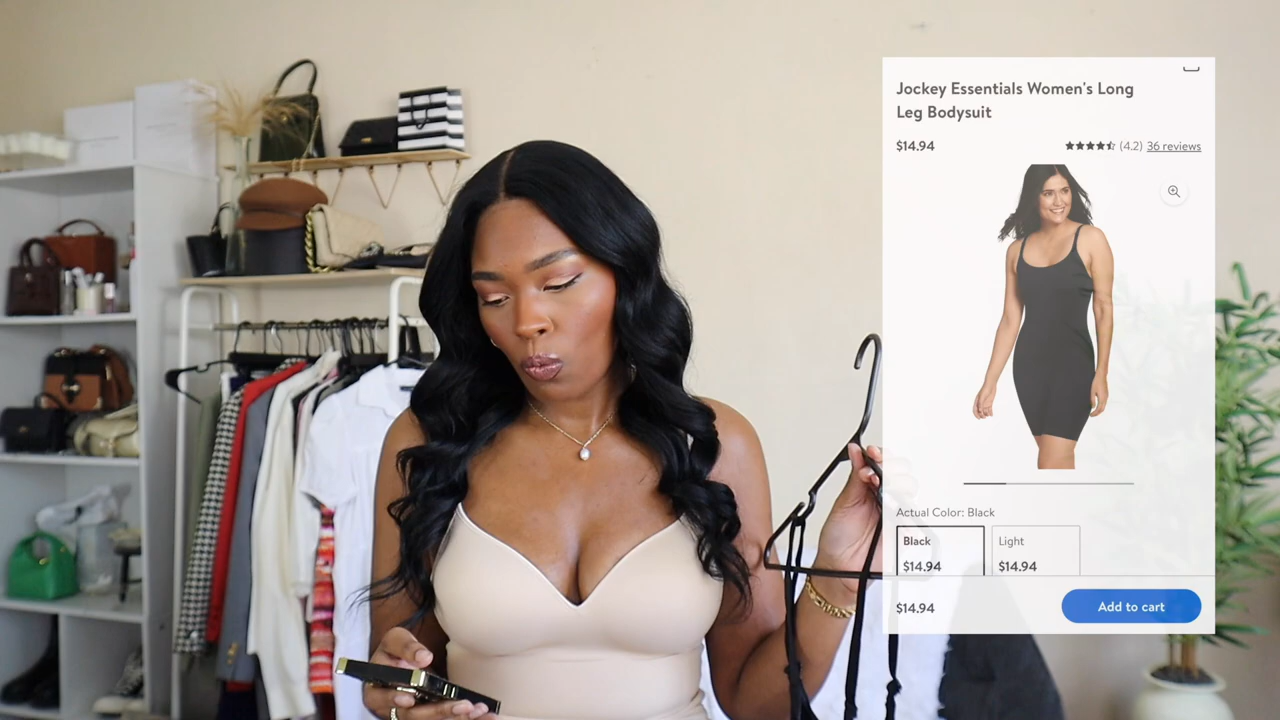 Jockey Essentials Women's Long
Leg Bodysuit
$14.94
(4.2) 36 reviews
Actual Color: Black
Black
Light
$14.94
$14.94
$14.94
Add to cart